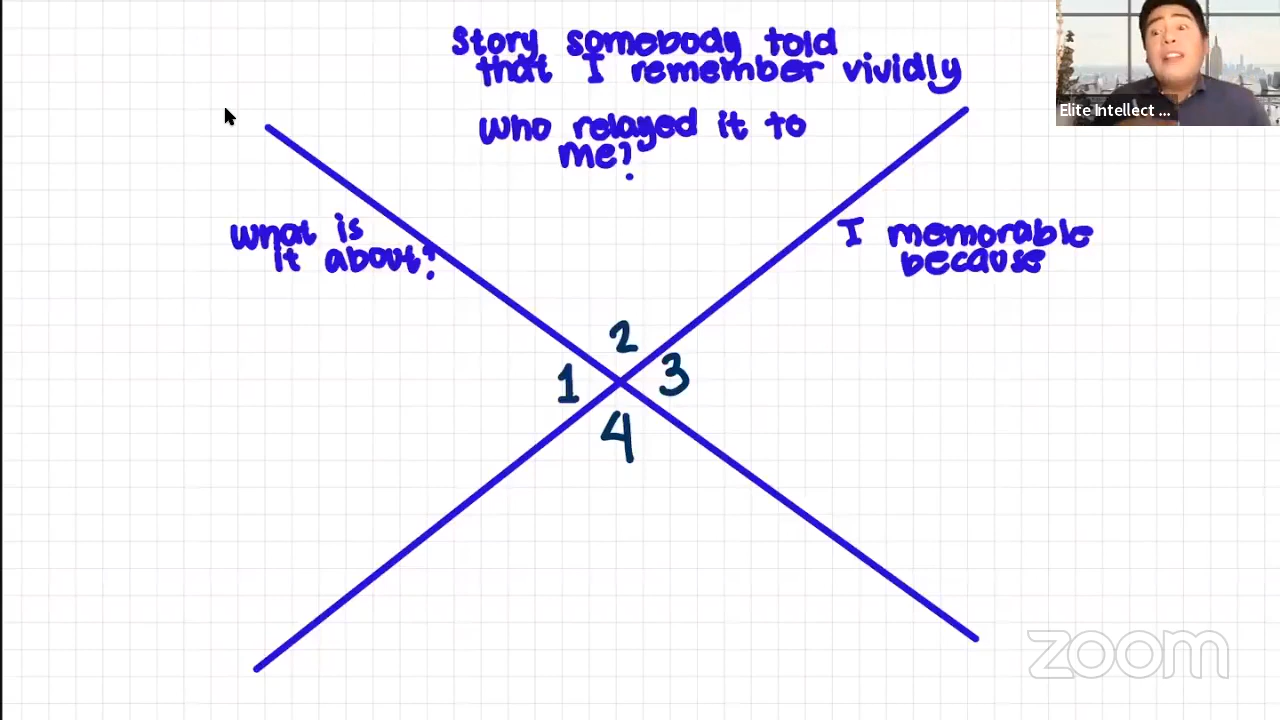 Story somebody told
that I remember vividly
Who relayed it to
me?
What is
it about?
I memorable
because
2
1
3
4
Elite Intellect ...
zoom